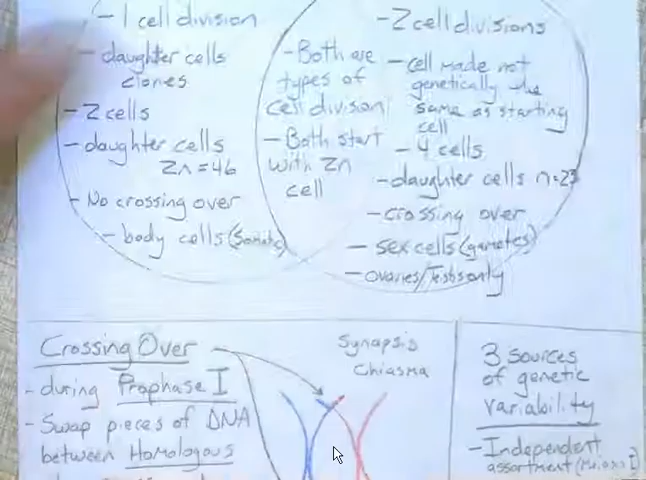 - 1 cell division
- daughter cells
clones
- 2 cells
- daughter cells
2n = 46
- No crossing over
- body cells (Somatic)
- Both are
types of
cell division
- Both start
with 2n
cell
- 2 cell divisions
- cell made not
genetically the
same as starting
cell
- 4 cells
- daughter cells n=23
- crossing over
- sex cells (gametes)
- ovaries/Testis only
Crossing Over
- during Prophase I
- Swap pieces of DNA
between Homologous
Synapsis
Chiasma
3 Sources
of genetic
variability
- Independent
assortment (Meiosis I)